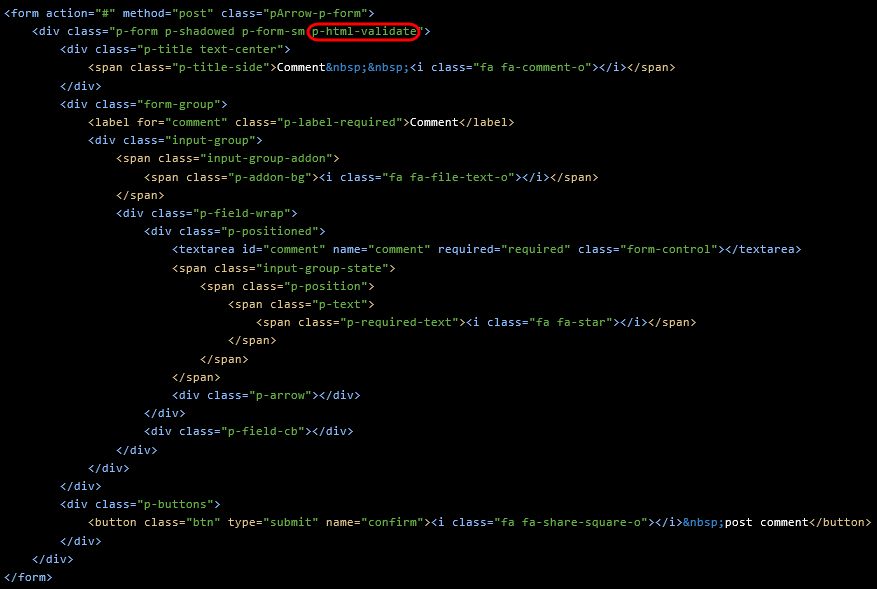 <form action="#" method="post" class="pArrow-p-form">
<div class="p-form p-shadowed p-form-sm p-html-validate">
<div class="p-title text-center">
<span class="p-title-side">Comment&nbsp;&nbsp;<i class="fa fa-comment-o"></i></span>
</div>
<div class="form-group">
<label for="comment" class="p-label-required">Comment</label>
<div class="input-group">
<span class="input-group-addon">
<span class="p-addon-bg"><i class="fa fa-file-text-o"></i></span>
</span>
<div class="p-field-wrap">
<div class="p-positioned">
<textarea id="comment" name="comment" required="required" class="form-control"></textarea>
<span class="input-group-state">
<span class="p-position">
<span class="p-text">
<span class="p-required-text"><i class="fa fa-star"></i></span>
</span>
</span>
</span>
<div class="p-arrow"></div>
</div>
<div class="p-field-cb"></div>
</div>
</div>
</div>
<div class="p-buttons">
<button class="btn" type="submit" name="confirm"><i class="fa fa-share-square-o"></i>&nbsp;post comment</button>
</div>
</div>
</form>